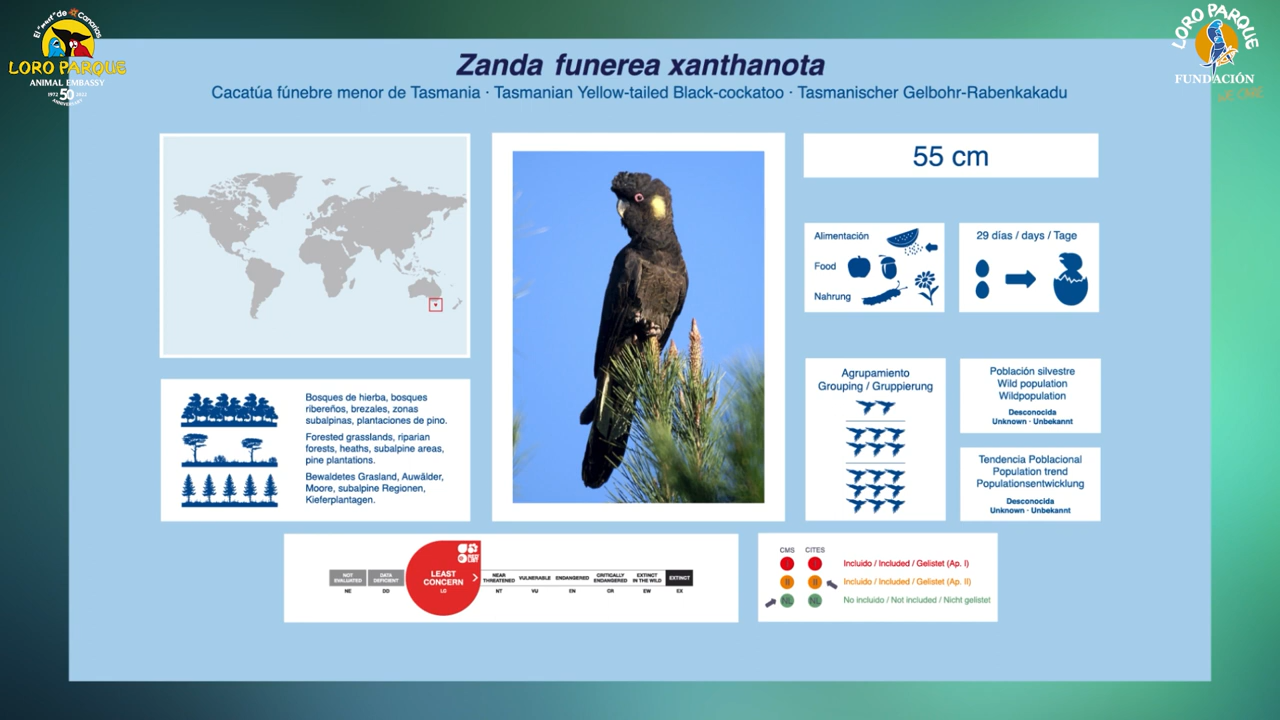 El "must" de Canarias
LORO PARQUE
ANIMAL EMBASSY
1972 50 2022
ANNIVERSARY
LORO PARQUE
FUNDACIÓN
Zanda funerea xanthanota
Cacatúa fúnebre menor de Tasmania · Tasmanian Yellow-tailed Black-cockatoo · Tasmanischer Gelbohr-Rabenkakadu
55 cm
Alimentación
Food
Nahrung
29 días / days / Tage
Bosques de hierba, bosques
ribereños, brezales, zonas
subalpinas, plantaciones de pino.
Forested grasslands, riparian
forests, heaths, subalpine areas,
pine plantations.
Bewaldetes Grasland, Auwälder,
Moore, subalpine Regionen,
Kieferplantagen.
Agrupamiento
Grouping / Gruppierung
Población silvestre
Wild population
Wildpopulation
Desconocida
Unknown · Unbekannt
Tendencia Poblacional
Population trend
Populationsentwicklung
Desconocida
Unknown · Unbekannt
NOT EVALUATED
NE
DATA DEFICIENT
DD
LEAST
CONCERN
LC
NEAR THREATENED
NT
VULNERABLE
VU
ENDANGERED
EN
CRITICALLY ENDANGERED
CR
EXTINCT IN THE WILD
EW
EXTINCT
EX
CMS CITES
I I Incluido / Included / Gelistet (Ap. I)
II II Incluido / Included / Gelistet (Ap. II)
NL NL No incluido / Not included / Nicht gelistet